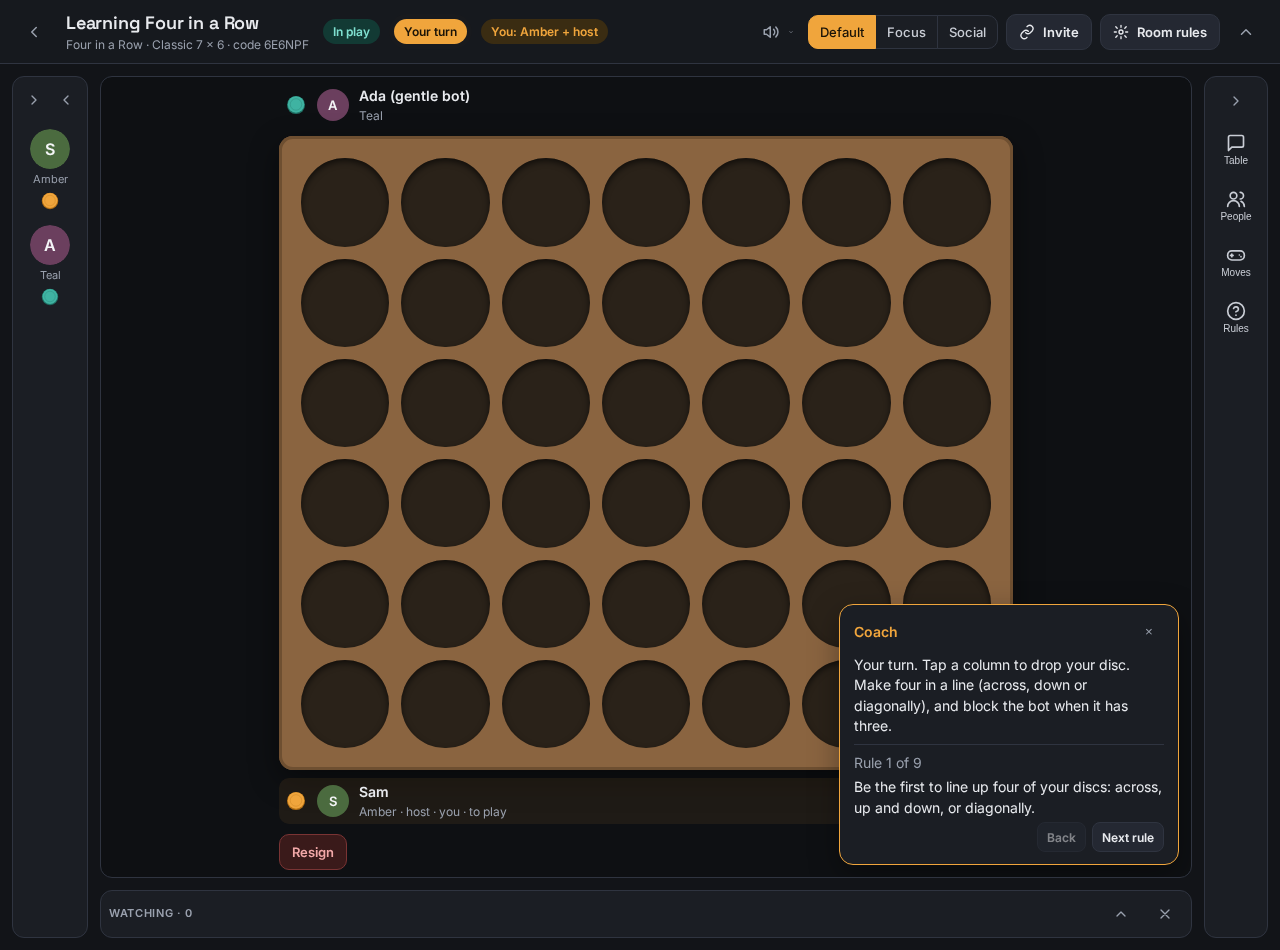 Learning Four in a Row
Four in a Row · Classic 7 × 6 · code 6E6NPF
In play
Your turn
You: Amber + host
Default
Focus
Social
Invite
Room rules
S
Amber
A
Teal
A
Ada (gentle bot)
Teal
Table
People
Moves
Rules
Coach
×
Your turn. Tap a column to drop your disc.
Make four in a line (across, down or
diagonally), and block the bot when it has
three.
Rule 1 of 9
Be the first to line up four of your discs: across,
up and down, or diagonally.
Back
Next rule
S
Sam
Amber · host · you · to play
Resign
WATCHING · 0